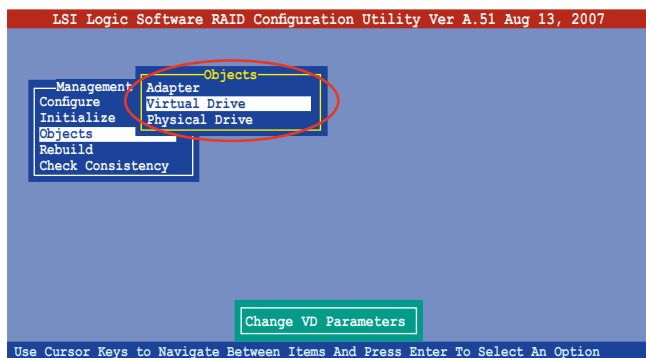 LSI Logic Software RAID Configuration Utility Ver A.51 Aug 13, 2007
Management
Configure
Initialize
Objects
Rebuild
Check Consistency
Objects
Adapter
Virtual Drive
Physical Drive
Change VD Parameters
Use Cursor Keys to Navigate Between Items And Press Enter To Select An Option